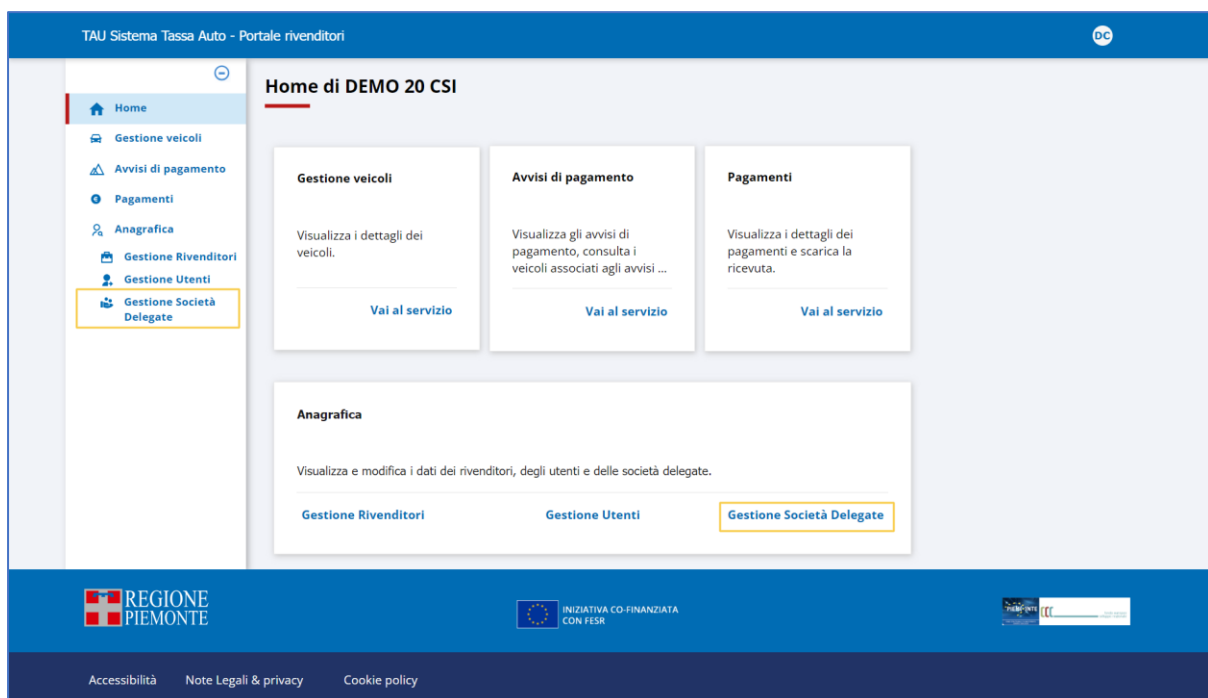 TAU Sistema Tassa Auto - Portale rivenditori
DC
Home
Gestione veicoli
Avvisi di pagamento
Pagamenti
Anagrafica
Gestione Rivenditori
Gestione Utenti
Gestione Società
Delegate
Home di DEMO 20 CSI
Gestione veicoli
Visualizza i dettagli dei
veicoli.
Vai al servizio
Avvisi di pagamento
Visualizza gli avvisi di
pagamento, consulta i
veicoli associati agli avvisi ...
Vai al servizio
Pagamenti
Visualizza i dettagli dei
pagamenti e scarica la
ricevuta.
Vai al servizio
Anagrafica
Visualizza e modifica i dati dei rivenditori, degli utenti e delle società delegate.
Gestione Rivenditori
Gestione Utenti
Gestione Società Delegate
REGIONE
PIEMONTE
INIZIATIVA CO-FINANZIATA
CON FESR
Accessibilità
Note Legali & privacy
Cookie policy